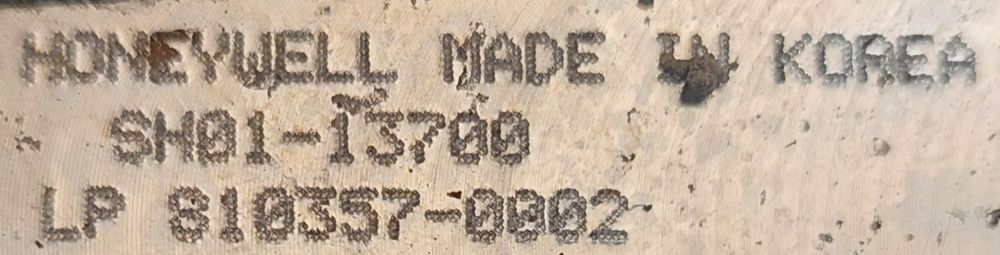 HONEYWELL MADE IN KOREA
SH01-13700
LP 810357-0002